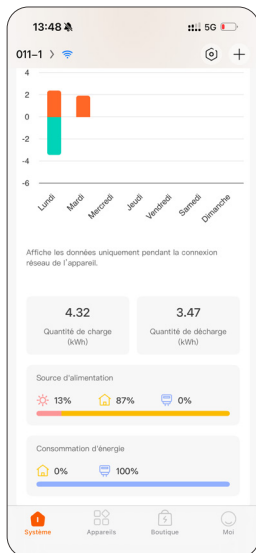 13:48 5G
011-1 >
4
2
0
-2
-4
-6
Lundi Mardi Mercredi Jeudi Vendredi Samedi Dimanche
Affiche les données uniquement pendant la connexion
réseau de l'appareil.
4.32 3.47
Quantité de charge Quantité de décharge
(kWh) (kWh)
Source d'alimentation
13% 87% 0%
Consommation d'énergie
0% 100%
Système Appareils Boutique Moi